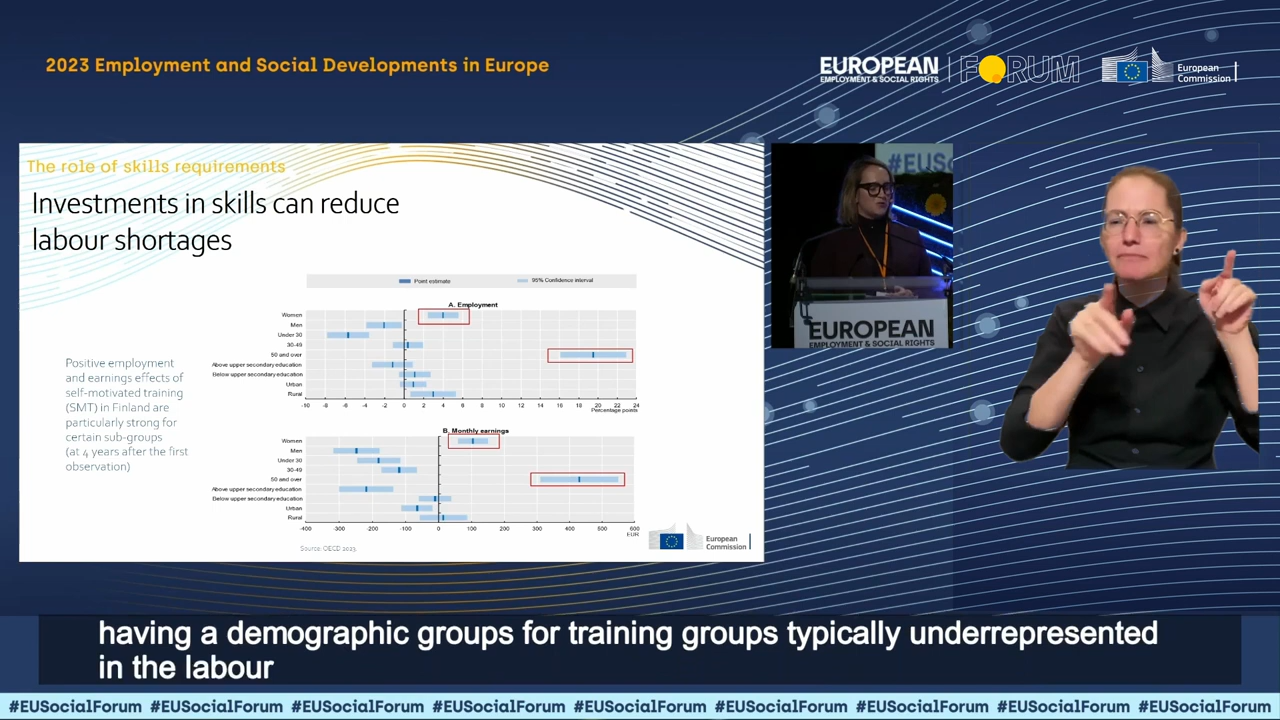 2023 Employment and Social Developments in Europe
EUROPEAN
EMPLOYMENT & SOCIAL RIGHTS
FORUM
European
Commission
The role of skills requirements
Investments in skills can reduce
labour shortages
Point estimate
95% Confidence interval
A. Employment
Women
Men
Under 30
30-49
50 and over
Above upper secondary education
Below upper secondary education
Urban
Rural
-10 -8 -6 -4 -2 0 2 4 6 8 10 12 14 16 18 20 22 24
Percentage points
Positive employment
and earnings effects of
self-motivated training
(SMT) in Finland are
particularly strong for
certain sub-groups
(at 4 years after the first
observation)
B. Monthly earnings
Women
Men
Under 30
30-49
50 and over
Above upper secondary education
Below upper secondary education
Urban
Rural
-400 -300 -200 -100 0 100 200 300 400 500 600
EUR
Source: OECD 2023
European
Commission
#EUSo
EUROPEAN
EMPLOYMENT & SOCIAL RIGHTS
having a demographic groups for training groups typically underrepresented
in the labour
#EUSocialForum #EUSocialForum #EUSocialForum #EUSocialForum #EUSocialForum #EUSocialForum #EUSocialForum #EUSocialForum #EUSocialForum